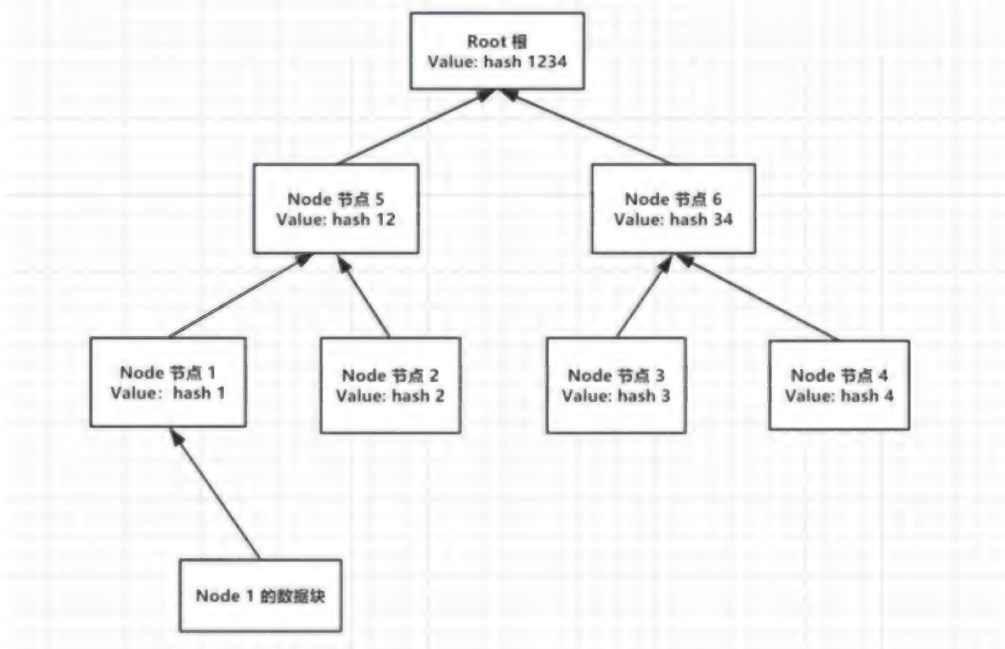 Root 根
Value: hash 1234
Node 节点 5
Value: hash 12
Node 节点 6
Value: hash 34
Node 节点 1
Value: hash 1
Node 节点 2
Value: hash 2
Node 节点 3
Value: hash 3
Node 节点 4
Value: hash 4
Node 1 的数据块